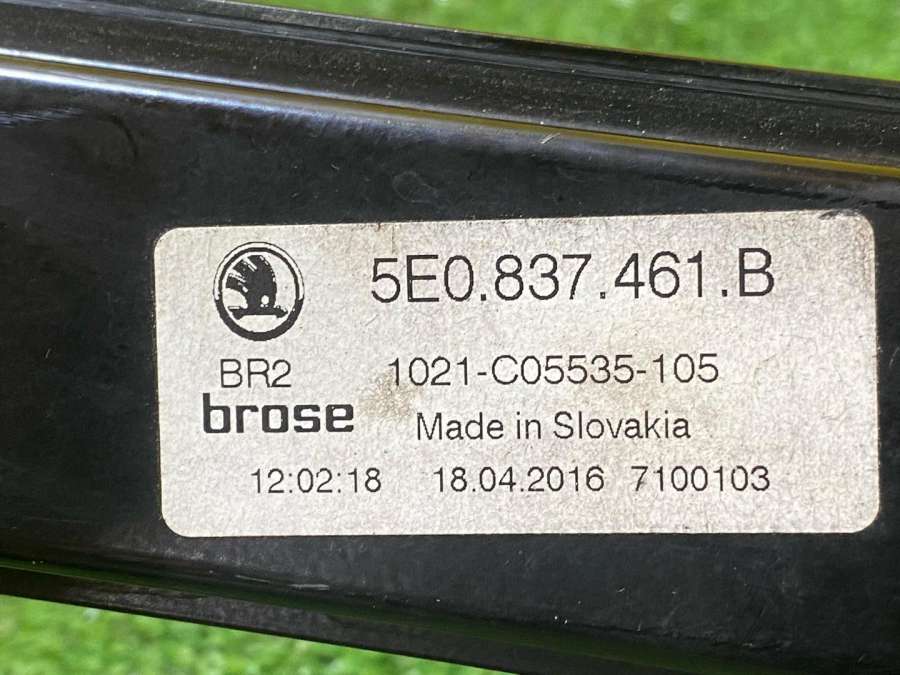 5E0.837.461.B
BR2 1021-C05535-105
brose Made in Slovakia
12:02:18 18.04.2016 7100103